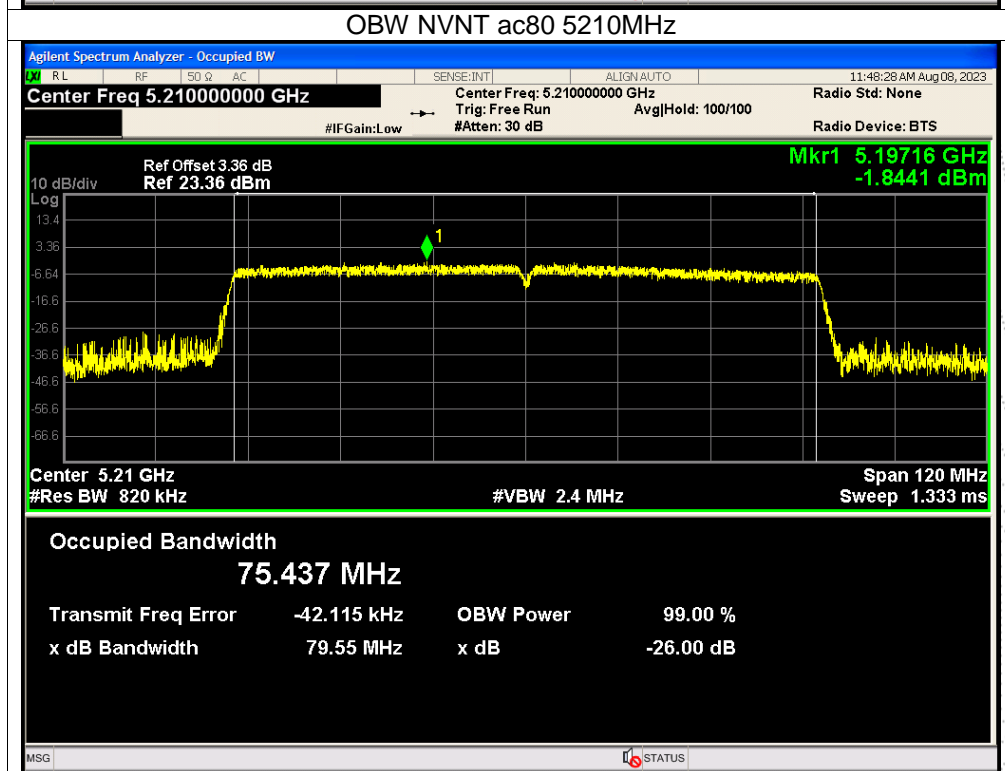 OBW NVNT ac80 5210MHz
Agilent Spectrum Analyzer - Occupied BW
LXI RL RF 50 Ω AC SENSE:INT ALIGNAUTO 11:48:28 AM Aug 08, 2023
Center Freq 5.210000000 GHz Center Freq: 5.210000000 GHz Radio Std: None
Trig: Free Run Avg|Hold: 100/100
#IFGain:Low #Atten: 30 dB Radio Device: BTS
Mkr1 5.19716 GHz
Ref Offset 3.36 dB
10 dB/div Ref 23.36 dBm -1.8441 dBm
Log
13.4
1
3.36
-6.64
-16.6
-26.6
-36.6
-46.6
-56.6
-66.6
Center 5.21 GHz Span 120 MHz
#Res BW 820 kHz #VBW 2.4 MHz Sweep 1.333 ms
Occupied Bandwidth
75.437 MHz
Transmit Freq Error -42.115 kHz OBW Power 99.00 %
x dB Bandwidth 79.55 MHz x dB -26.00 dB
MSG STATUS